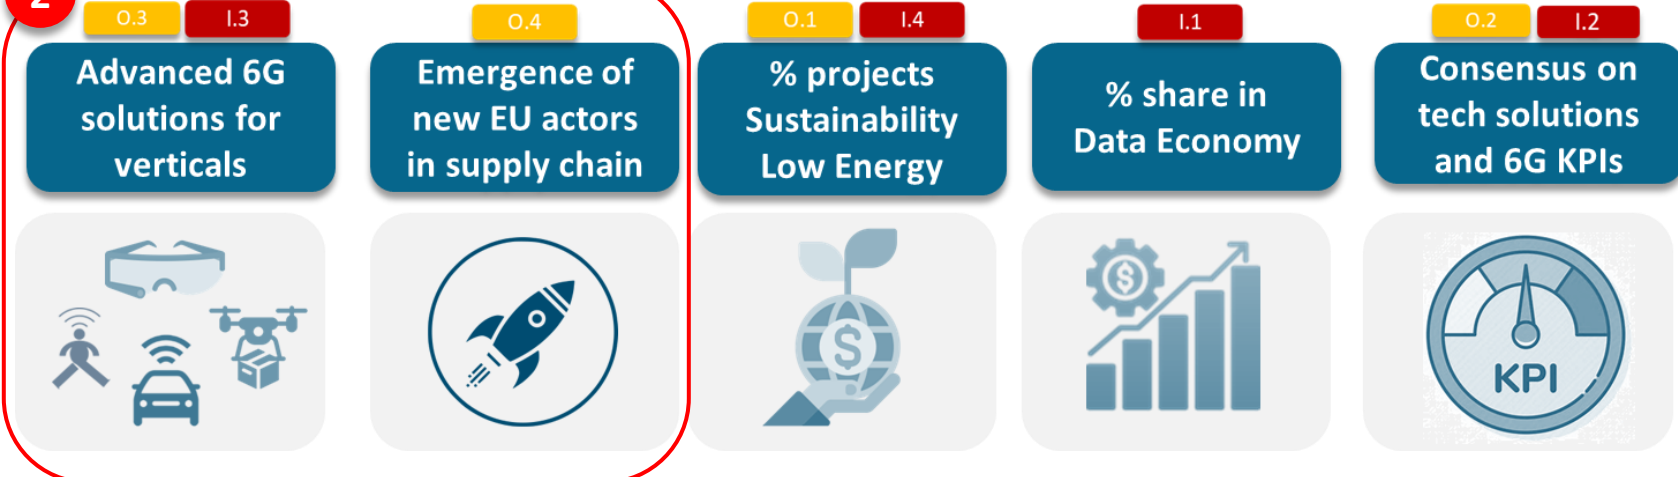 2
O.3
I.3
O.4
O.1
I.4
I.1
O.2
I.2
Advanced 6G
solutions for
verticals
Emergence of
new EU actors
in supply chain
% projects
Sustainability
Low Energy
% share in
Data Economy
Consensus on
tech solutions
and 6G KPIs
$
$
KPI